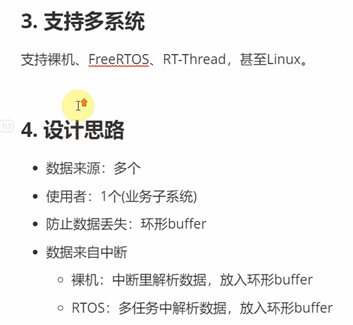 3. 支持多系统
支持裸机、FreeRTOS、RT-Thread，甚至Linux。
h3
4. 设计思路
数据来源：多个
使用者：1个(业务子系统)
防止数据丢失：环形buffer
数据来自中断
裸机：中断里解析数据，放入环形buffer
RTOS：多任务中解析数据，放入环形buffer